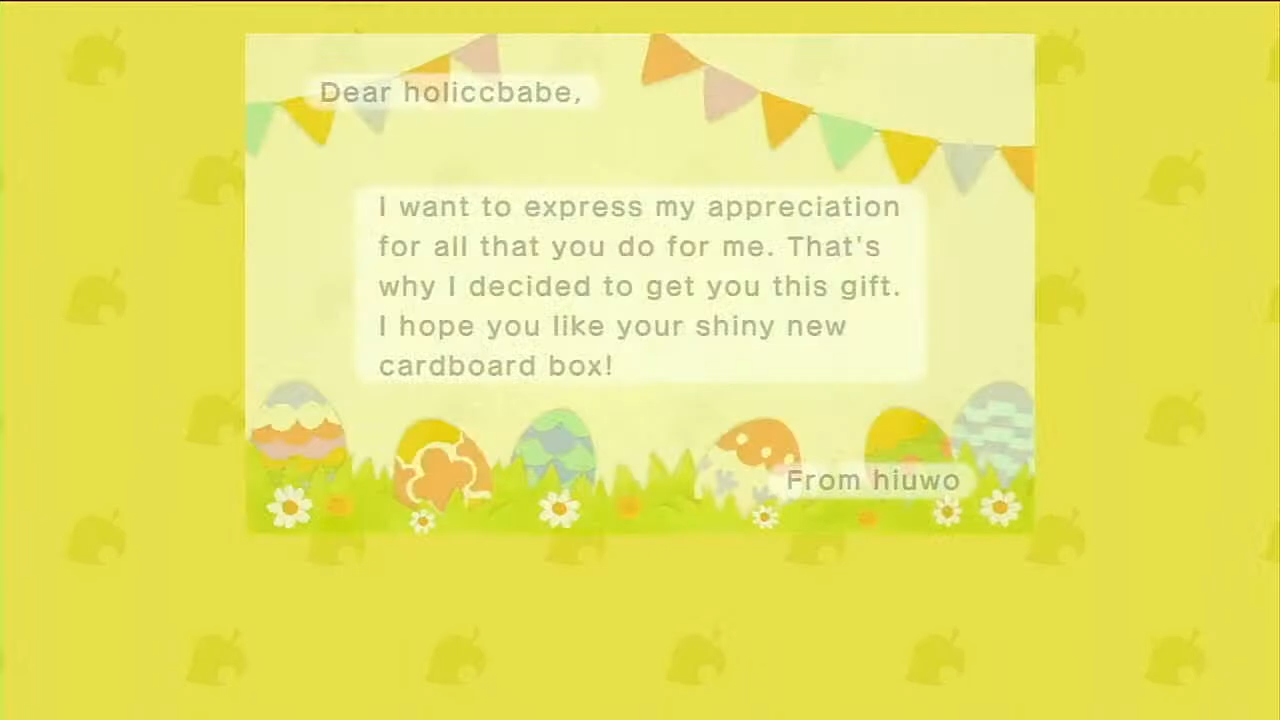 Dear holiccbabe,
I want to express my appreciation
for all that you do for me. That's
why I decided to get you this gift.
I hope you like your shiny new
cardboard box!
From hiuwo